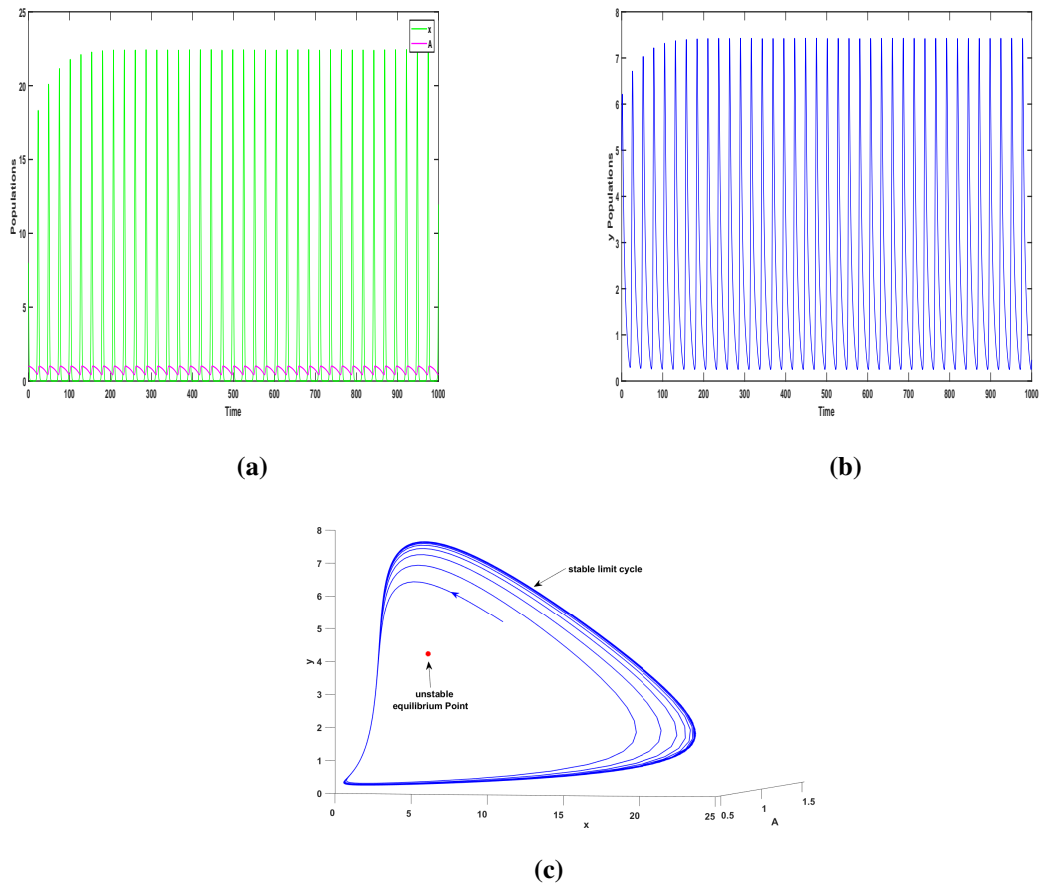 25
20
15
10
5
0
Populations
x
A
0 100 200 300 400 500 600 700 800 900 1000
Time
(a)
8
7
6
5
4
3
2
1
0
y Populations
0 100 200 300 400 500 600 700 800 900 1000
Time
(b)
8
7
6
5
4
3
2
1
0
y
stable limit cycle
unstable
equilibrium Point
0 5 10 15 20 25
x
0.5 1 1.5
A
(c)